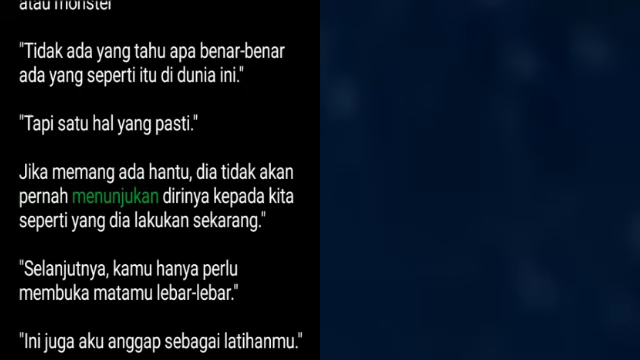 atau monster
"Tidak ada yang tahu apa benar-benar
ada yang seperti itu di dunia ini."
"Tapi satu hal yang pasti."
Jika memang ada hantu, dia tidak akan
pernah menunjukan dirinya kepada kita
seperti yang dia lakukan sekarang."
"Selanjutnya, kamu hanya perlu
membuka matamu lebar-lebar."
"Ini juga aku anggap sebagai latihanmu."